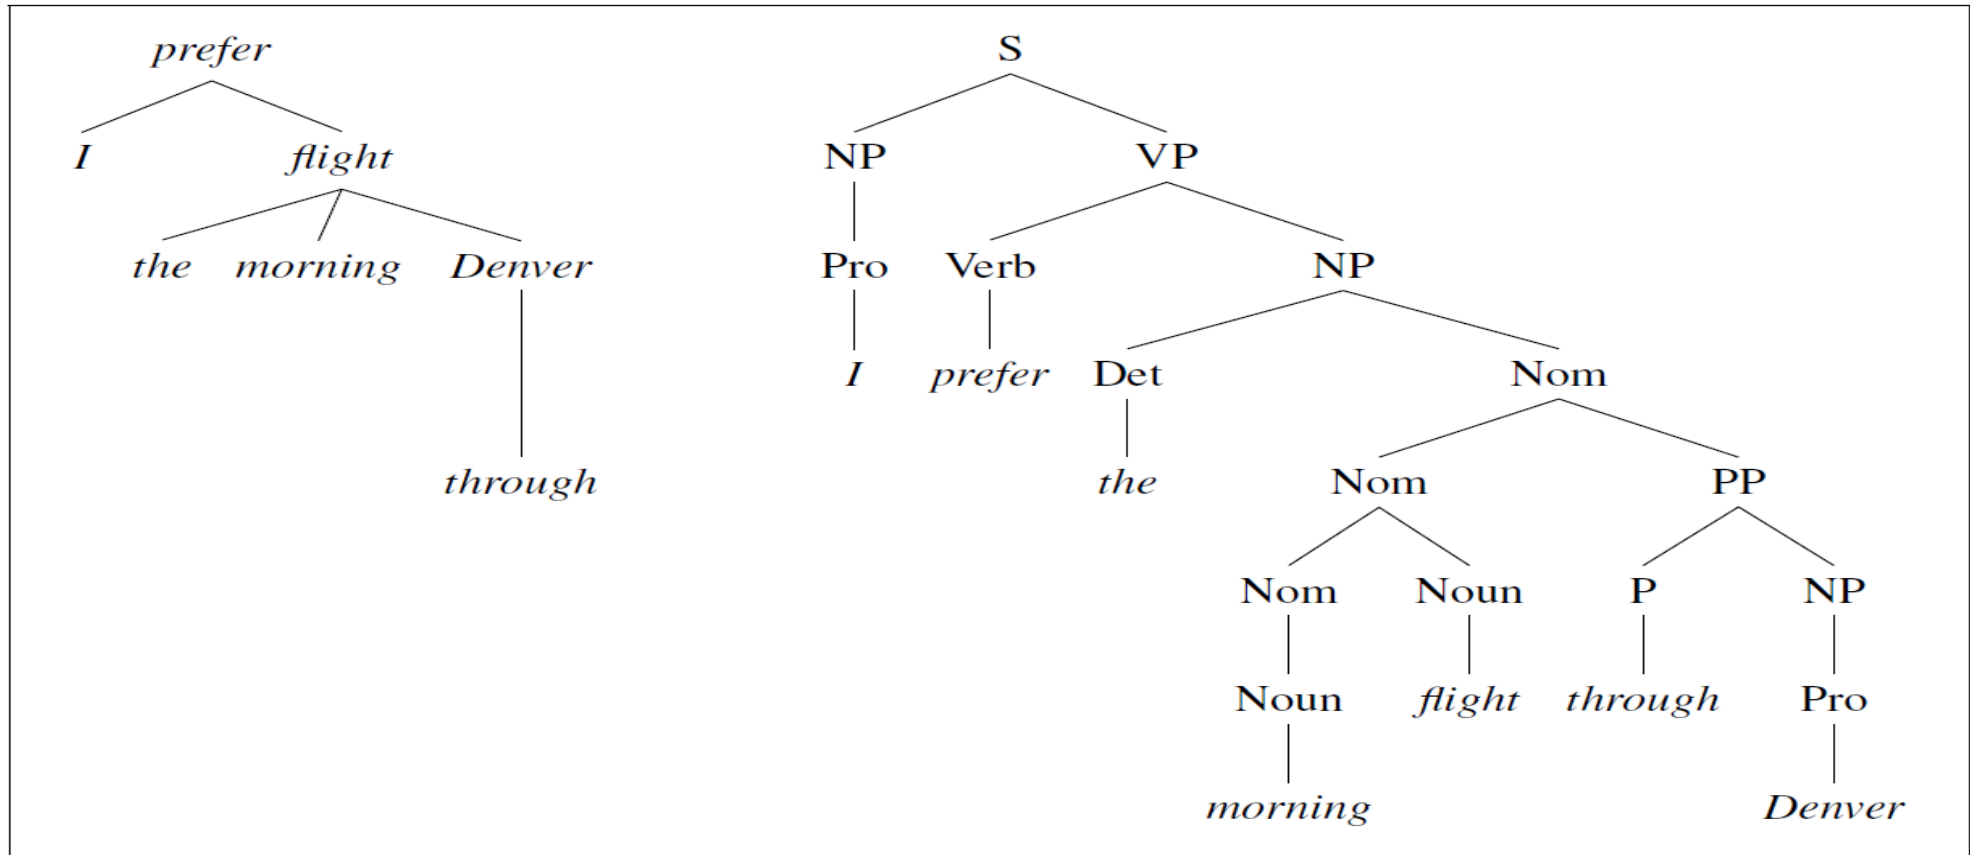 prefer S
I flight NP VP
the morning Denver Pro Verb NP
I prefer Det Nom
through the Nom PP
Nom Noun P NP
Noun flight through Pro
morning Denver